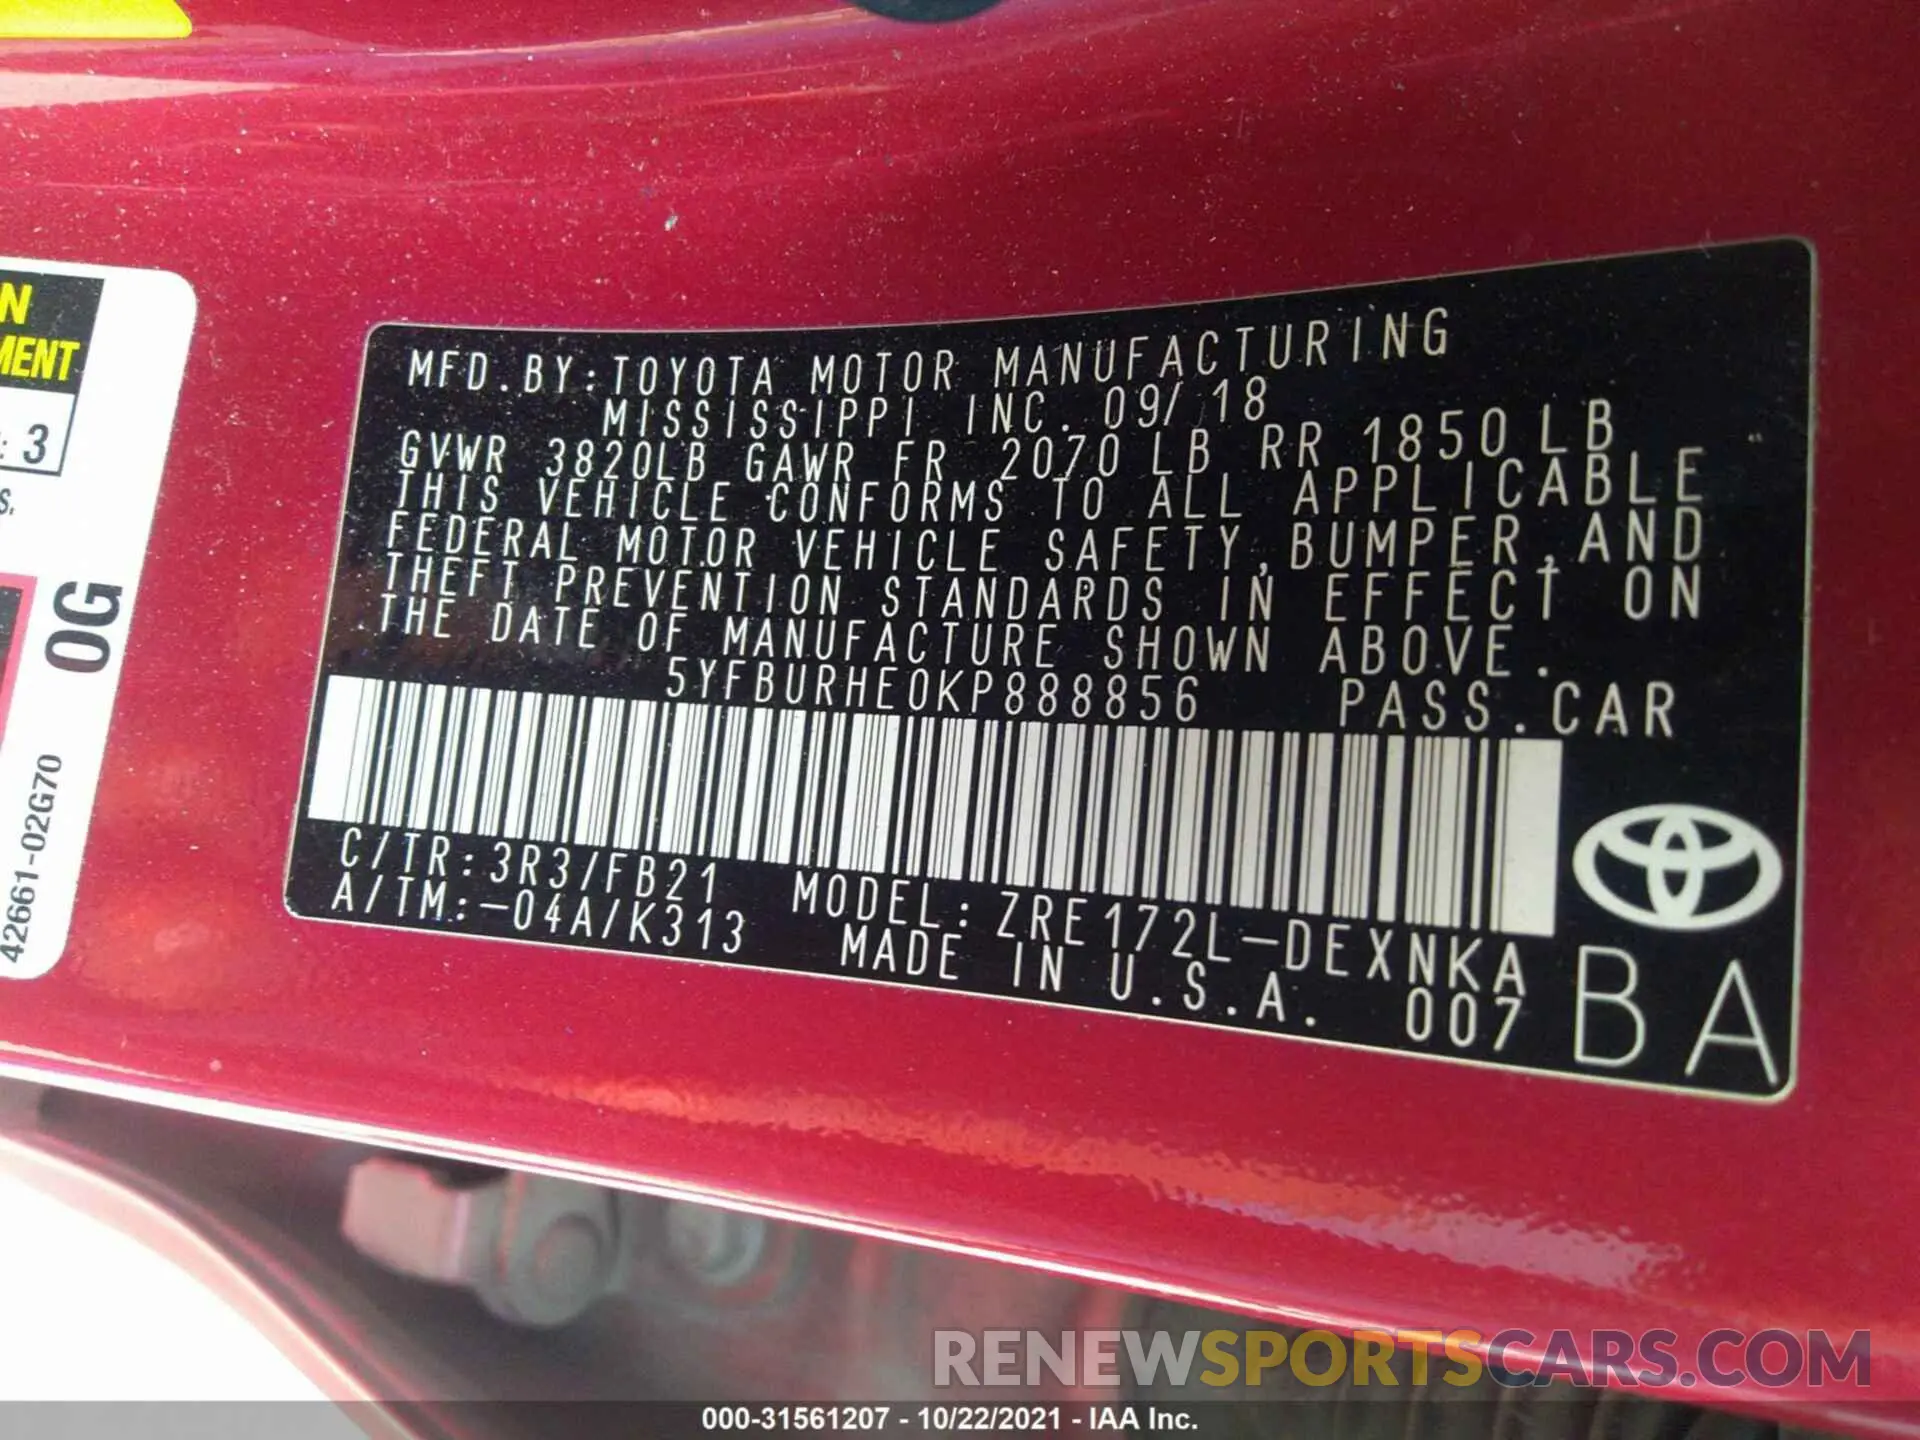 N
MENT
: 3
S.
0G
42661-02G70
MFD.BY:TOYOTA MOTOR MANUFACTURING
MISSISSIPPI INC. 09/18
GVWR 3820LB GAWR FR 2070 LB RR 1850 LB
THIS VEHICLE CONFORMS TO ALL APPLICABLE
FEDERAL MOTOR VEHICLE SAFETY, BUMPER, AND
THEFT PREVENTION STANDARDS IN EFFECT ON
THE DATE OF MANUFACTURE SHOWN ABOVE.
5YFBURHE0KP888856 PASS.CAR
C/TR:3R3/FB21 MODEL:ZRE172L-DEXNKA
A/TM:-04A/K313 MADE IN U.S.A. 007
BA
RENEWSPORTSCARS.COM
000-31561207 - 10/22/2021 - IAA Inc.